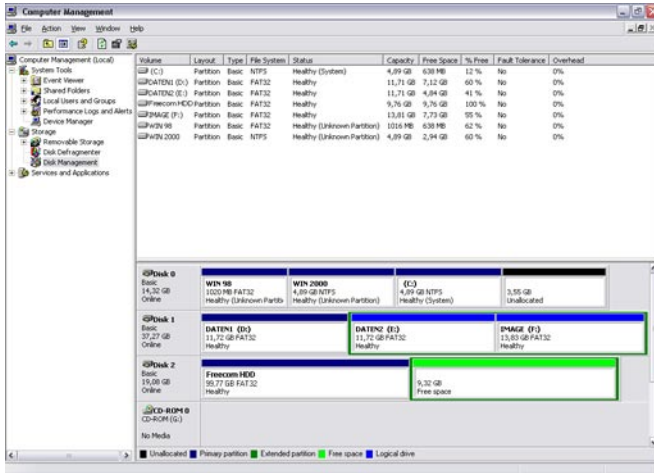 Computer Management
File Action View Window Help
Computer Management (Local)
System Tools
Event Viewer
Shared Folders
Local Users and Groups
Performance Logs and Alerts
Device Manager
Storage
Removable Storage
Disk Defragmenter
Disk Management
Services and Applications
Volume Layout Type File System Status Capacity Free Space % Free Fault Tolerance Overhead
(C:) Partition Basic NTFS Healthy (System) 4,89 GB 638 MB 12 % No 0%
DATEN1 (D:) Partition Basic FAT32 Healthy 11,71 GB 7,12 GB 60 % No 0%
DATEN2 (E:) Partition Basic FAT32 Healthy 11,71 GB 4,84 GB 41 % No 0%
Freecom HDD Partition Basic FAT32 Healthy 9,76 GB 9,76 GB 100 % No 0%
IMAGE (F:) Partition Basic FAT32 Healthy 13,81 GB 7,73 GB 55 % No 0%
WIN 98 Partition Basic FAT32 Healthy (Unknown Partition) 1016 MB 638 MB 62 % No 0%
WIN 2000 Partition Basic NTFS Healthy (Unknown Partition) 4,89 GB 2,94 GB 60 % No 0%
Disk 0
Basic
14,32 GB
Online
WIN 98
1020 MB FAT32
Healthy (Unknown Partitio
WIN 2000
4,89 GB NTFS
Healthy (Unknown Partition)
(C:)
4,89 GB NTFS
Healthy (System)
3,55 GB
Unallocated
Disk 1
Basic
37,27 GB
Online
DATEN1 (D:)
11,72 GB FAT32
Healthy
DATEN2 (E:)
11,72 GB FAT32
Healthy
IMAGE (F:)
13,83 GB FAT32
Healthy
Disk 2
Basic
19,08 GB
Online
Freecom HDD
Healthy
9,32 GB
Free space
CD-ROM 0
CD-ROM (G:)
No Media
Unallocated Primary partition Extended partition Free space Logical drive